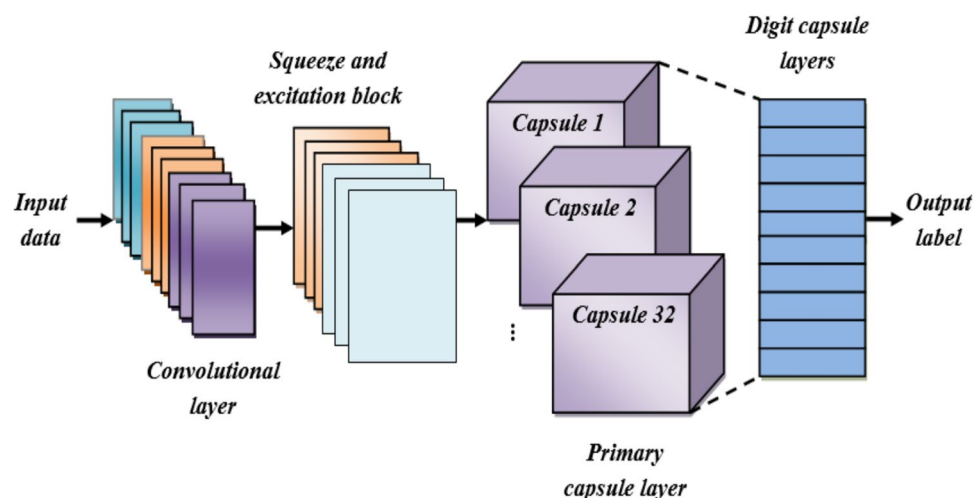 Input
data
Convolutional
layer
Squeeze and
excitation block
Capsule 1
Capsule 2
Capsule 32
Primary
capsule layer
Digit capsule
layers
Output
label